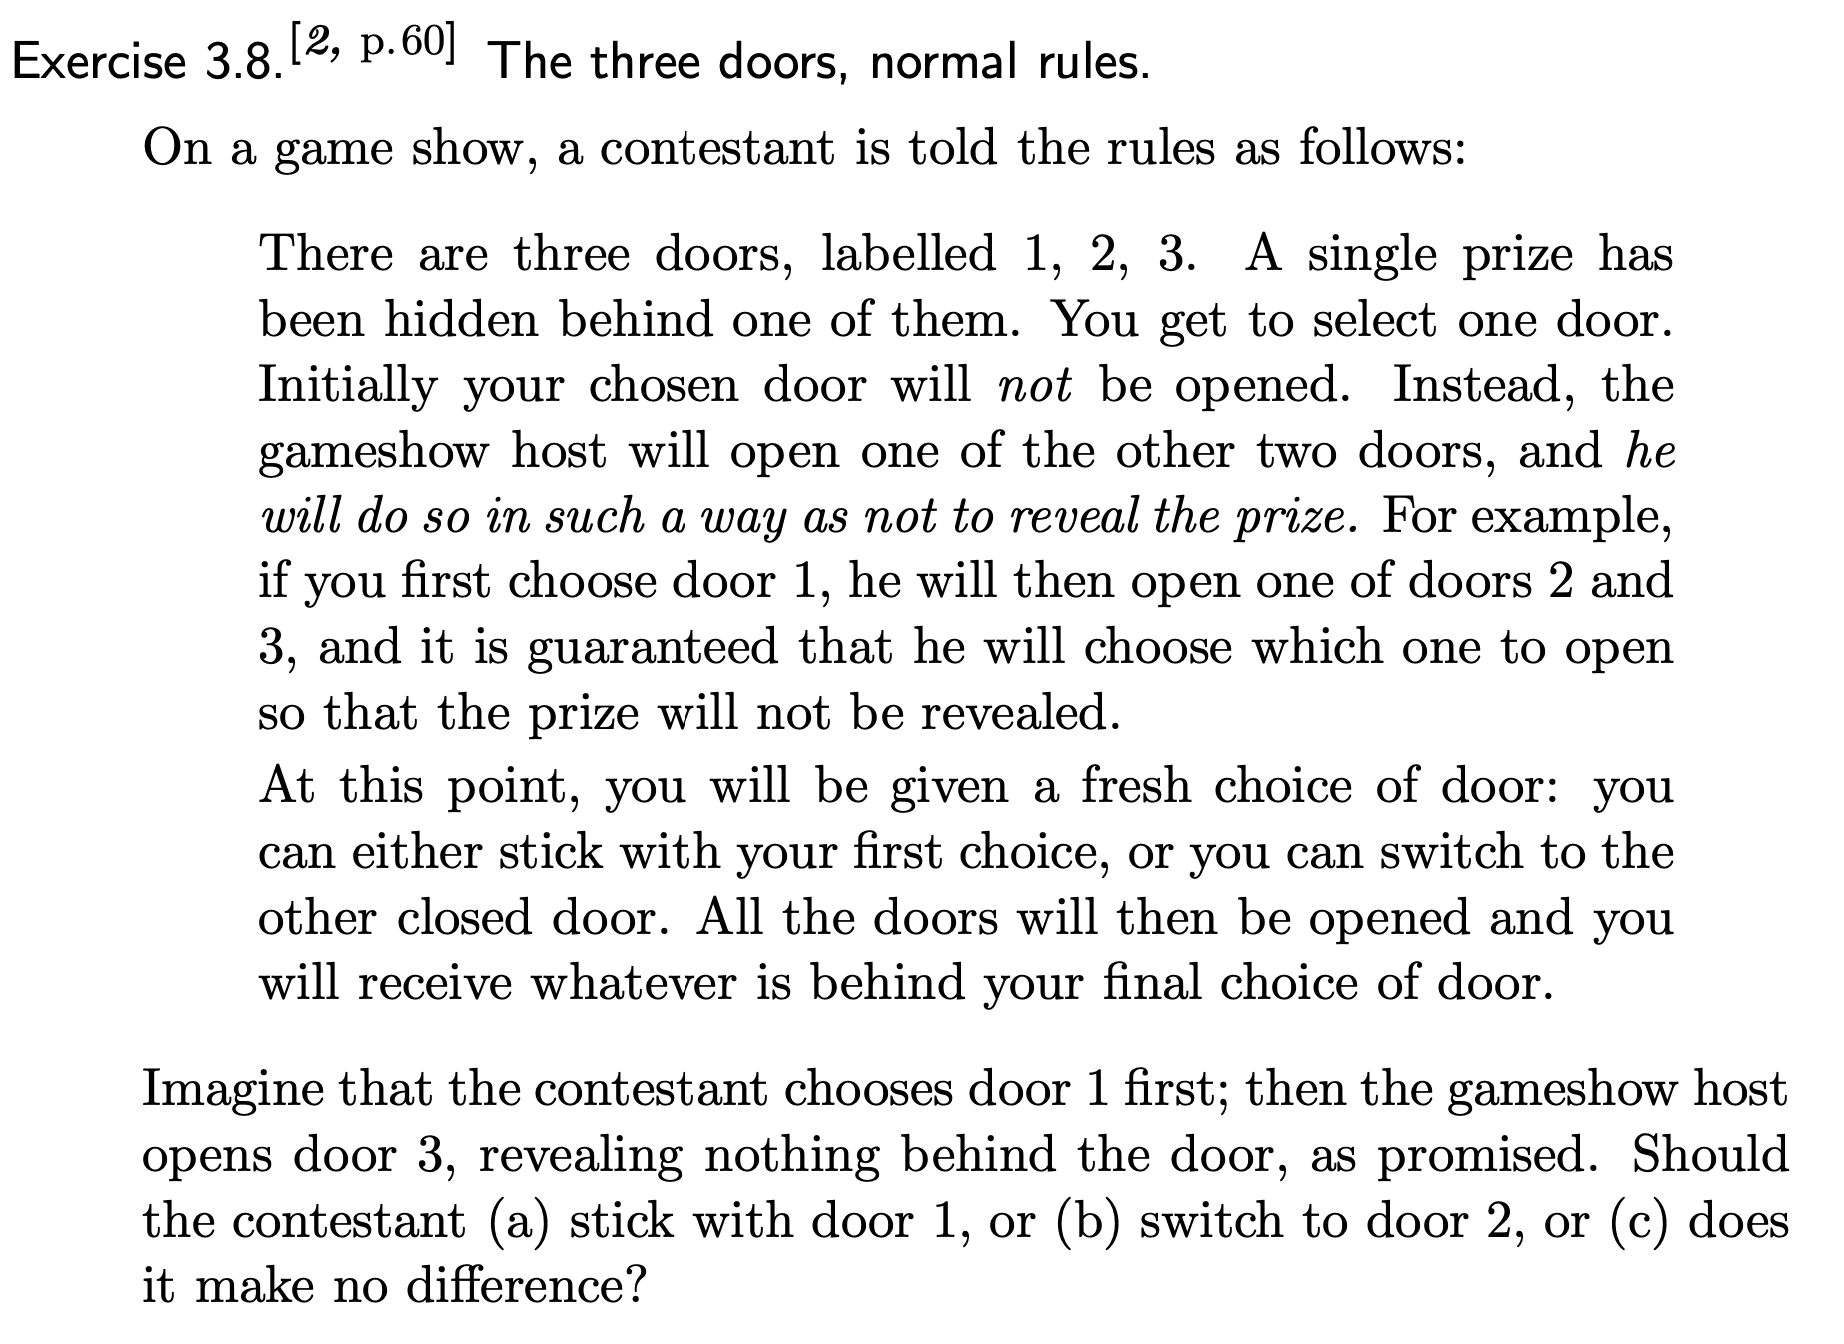 Exercise 3.8.[2, p.60] The three doors, normal rules.
On a game show, a contestant is told the rules as follows:
There are three doors, labelled 1, 2, 3. A single prize has
been hidden behind one of them. You get to select one door.
Initially your chosen door will not be opened. Instead, the
gameshow host will open one of the other two doors, and he
will do so in such a way as not to reveal the prize. For example,
if you first choose door 1, he will then open one of doors 2 and
3, and it is guaranteed that he will choose which one to open
so that the prize will not be revealed.
At this point, you will be given a fresh choice of door: you
can either stick with your first choice, or you can switch to the
other closed door. All the doors will then be opened and you
will receive whatever is behind your final choice of door.
Imagine that the contestant chooses door 1 first; then the gameshow host
opens door 3, revealing nothing behind the door, as promised. Should
the contestant (a) stick with door 1, or (b) switch to door 2, or (c) does
it make no difference?